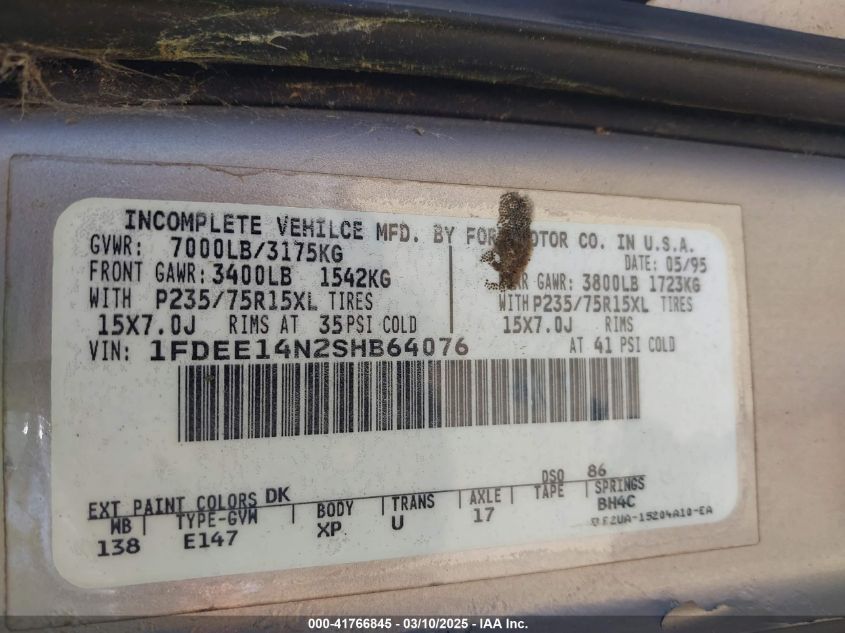 INCOMPLETE VEHILCE MFD. BY FORD MOTOR CO. IN U.S.A.
GVWR: 7000LB/3175KG
DATE: 05/95
FRONT GAWR: 3400LB 1542KG
GAWR: 3800LB 1723KG
WITH P235/75R15XL TIRES
WITH P235/75R15XL TIRES
15X7.0J RIMS AT 35 PSI COLD
15X7.0J RIMS
VIN: 1FDEE14N2SHB64076
AT 41 PSI COLD
EXT PAINT COLORS DK
DSO 86
WB TYPE-GVW BODY TRANS AXLE TAPE SPRINGS
138 E147 XP U 17 BH4C
F2UA-15204A10-EA
000-41766845 - 03/10/2025 - IAA Inc.